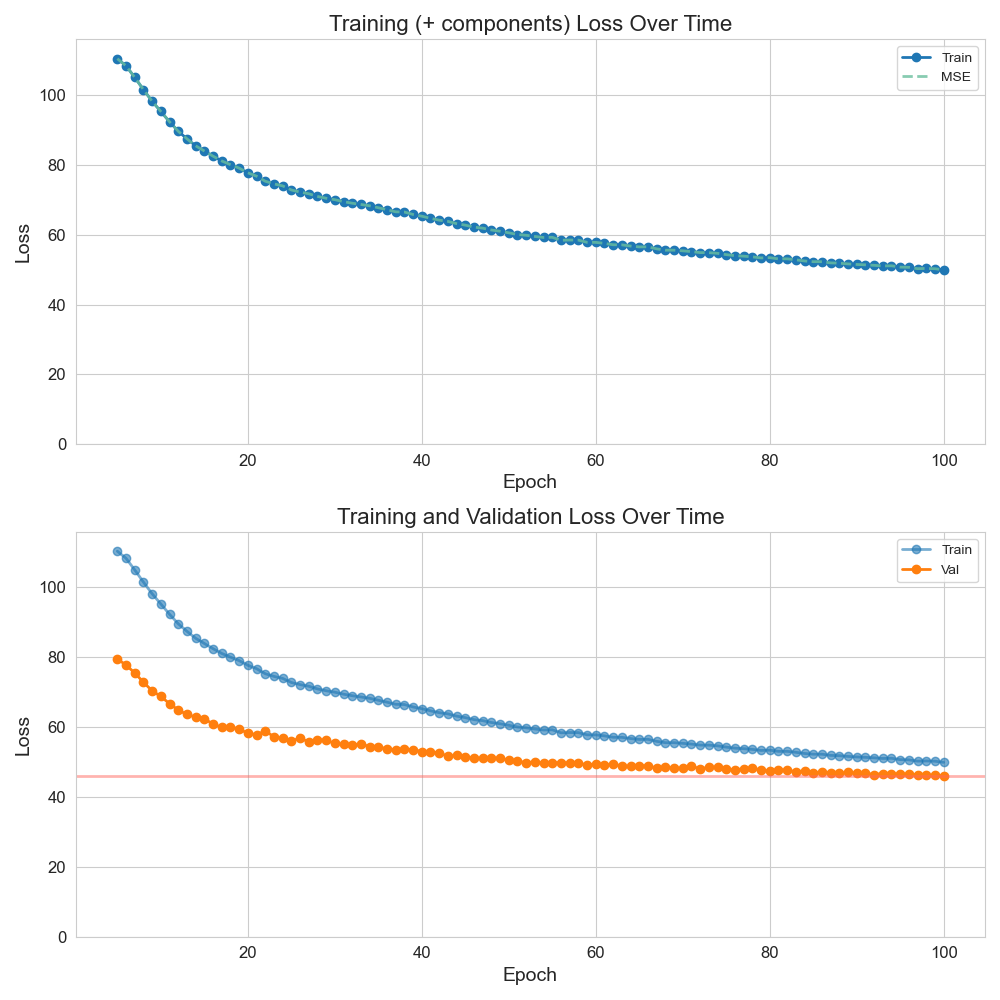 Training (+ components) Loss Over Time
Train
MSE
100
80
60
40
20
0
Loss
20 40 60 80 100
Epoch
Training and Validation Loss Over Time
Train
Val
100
80
60
40
20
0
Loss
20 40 60 80 100
Epoch